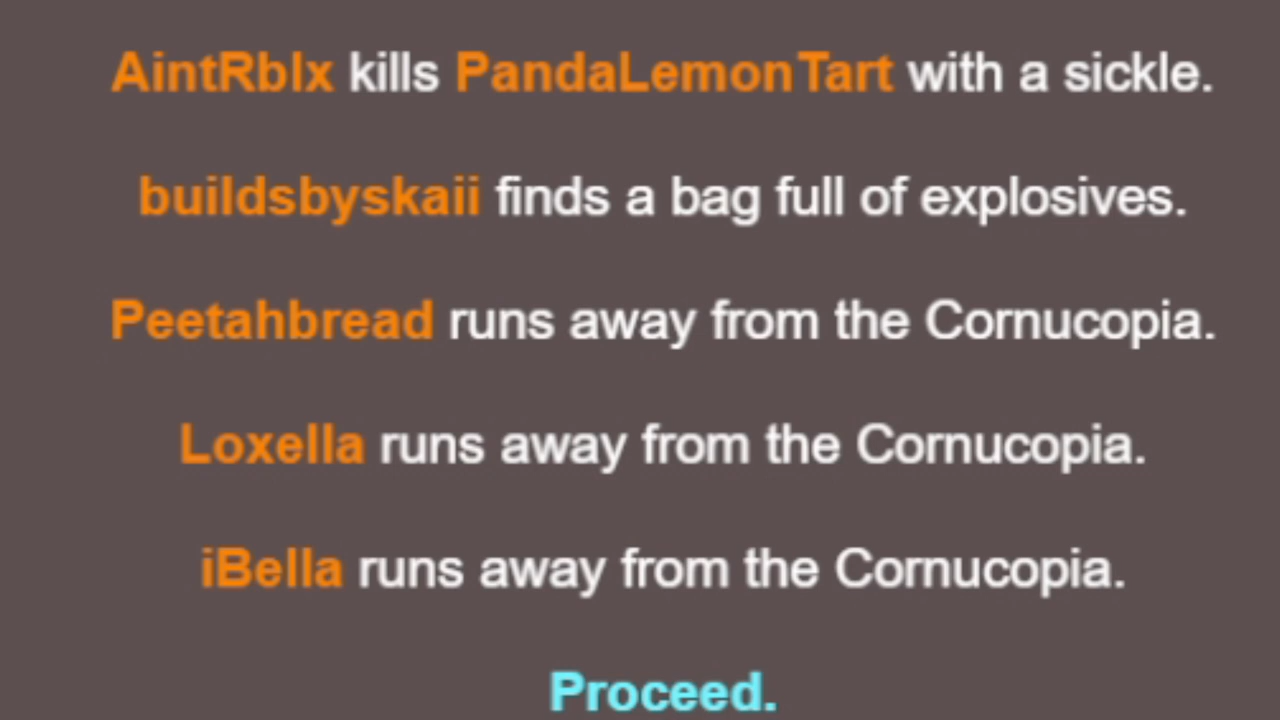 AintRblx kills PandaLemonTart with a sickle.
buildsbyskaii finds a bag full of explosives.
Peetahbread runs away from the Cornucopia.
Loxella runs away from the Cornucopia.
iBella runs away from the Cornucopia.
Proceed.